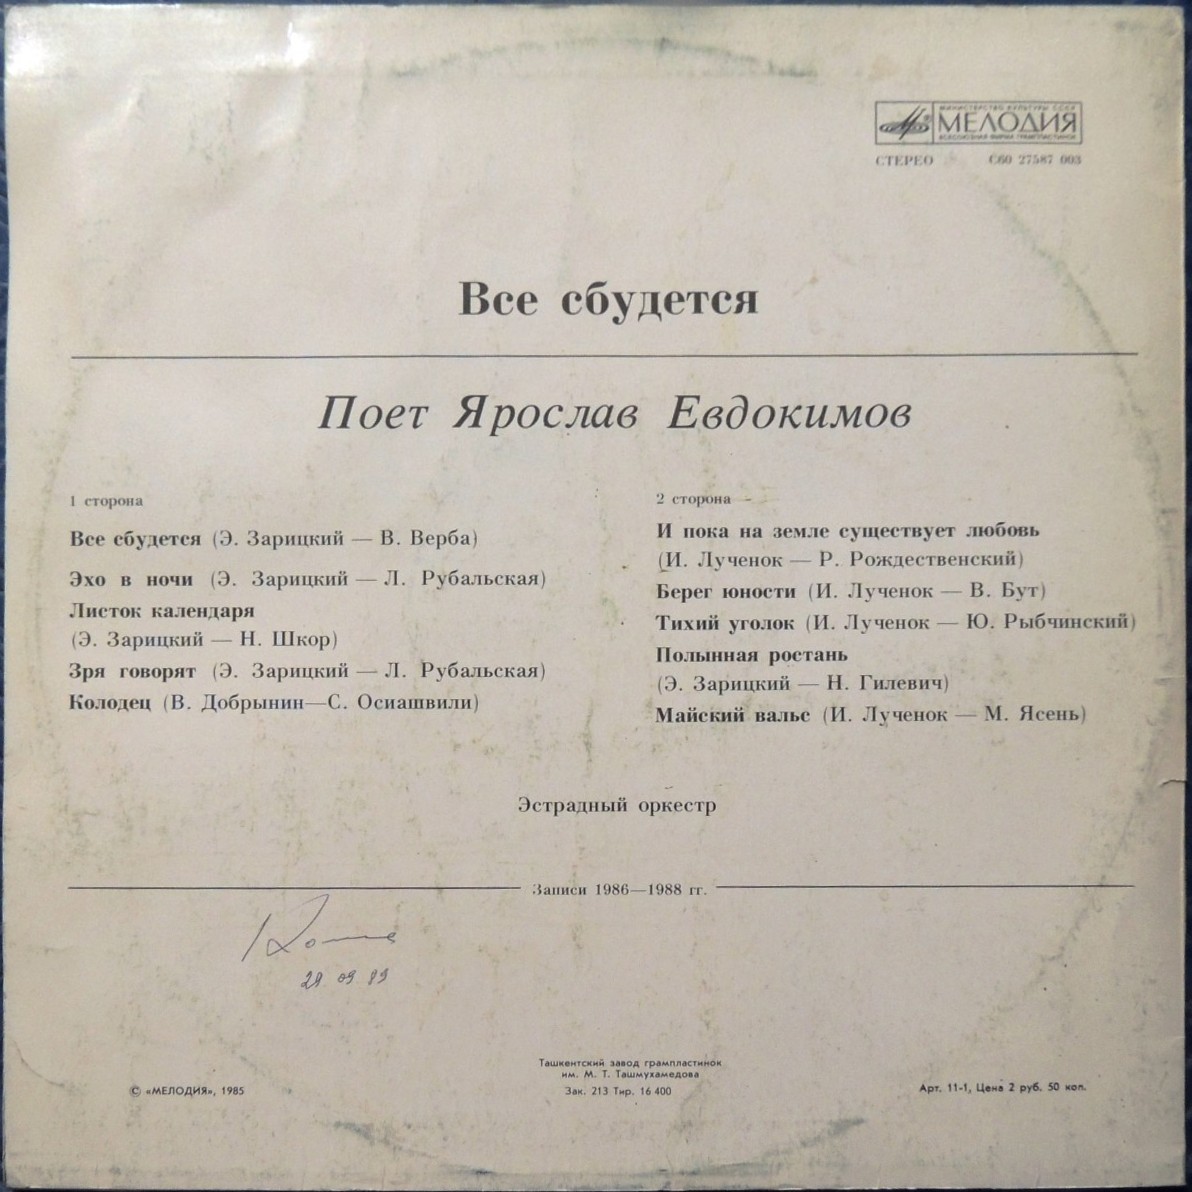 МИНИСТЕРСТВО КУЛЬТУРЫ СССР
МЕЛОДИЯ
ВСЕСОЮЗНАЯ ФИРМА ГРАМПЛАСТИНОК
СТЕРЕО С60 27587 003
Все сбудется
Поет Ярослав Евдокимов
1 сторона
Все сбудется (Э. Зарицкий — В. Верба)
Эхо в ночи (Э. Зарицкий — Л. Рубальская)
Листок календаря
(Э. Зарицкий — Н. Шкор)
Зря говорят (Э. Зарицкий — Л. Рубальская)
Колодец (В. Добрынин—С. Осиашвили)
2 сторона
И пока на земле существует любовь
(И. Лученок — Р. Рождественский)
Берег юности (И. Лученок — В. Бут)
Тихий уголок (И. Лученок — Ю. Рыбчинский)
Полынная ростань
(Э. Зарицкий — Н. Гилевич)
Майский вальс (И. Лученок — М. Ясень)
Эстрадный оркестр
Записи 1986—1988 гг.
09 89
Ташкентский завод грампластинок
им. М. Т. Ташмухамедова
Зак. 213 Тир. 16 400
© «МЕЛОДИЯ», 1985
Арт. 11-1, Цена 2 руб. 50 коп.